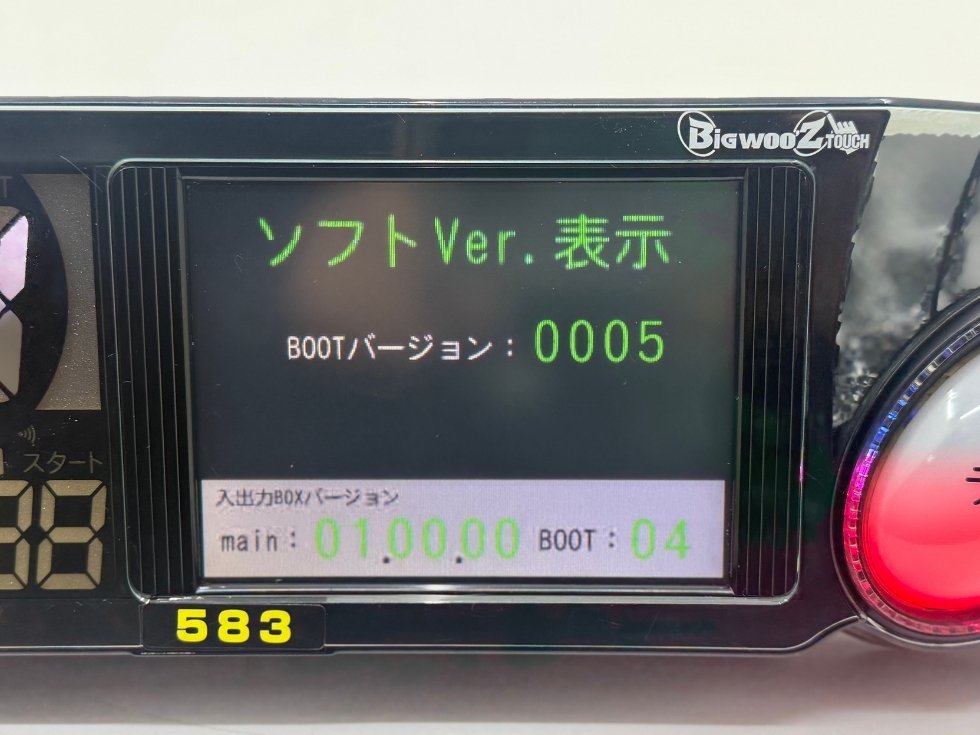 BiGWOO Z TOUCH
ソフトVer.表示
BOOTバージョン：0005
スタート
入出力BOXバージョン
main：01.00.00 BOOT：04
583